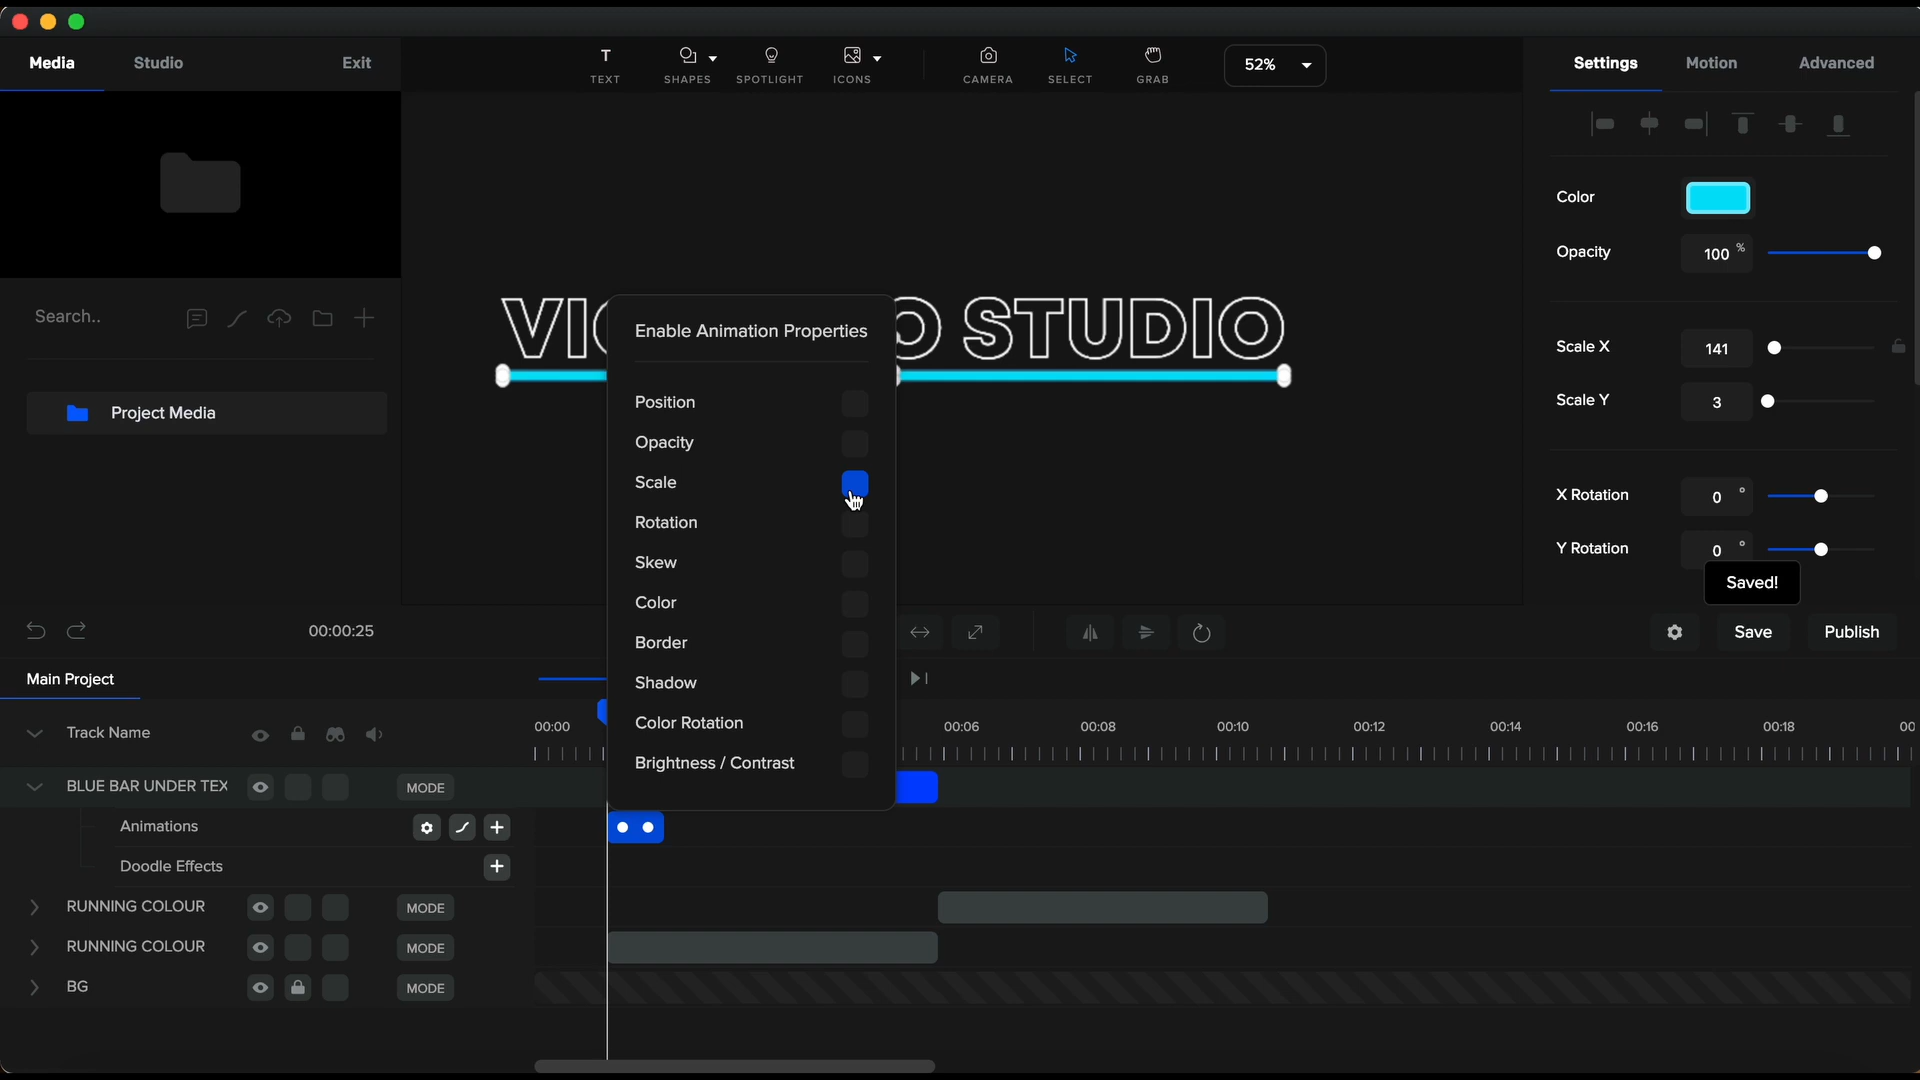 Media
Studio
Exit
TEXT
SHAPES
SPOTLIGHT
ICONS
CAMERA
SELECT
GRAB
52%
Settings
Motion
Advanced
Color
Opacity
100 %
Scale X
141
Scale Y
3
X Rotation
0 °
Y Rotation
0 °
Saved!
STUDIO
Search..
Project Media
Enable Animation Properties
Position
Opacity
Scale
Rotation
Skew
Color
Border
Shadow
Color Rotation
Brightness / Contrast
00:00:25
Save
Publish
Main Project
Track Name
00:00
00:06
00:08
00:10
00:12
00:14
00:16
00:18
00
BLUE BAR UNDER TEX
MODE
Animations
Doodle Effects
RUNNING COLOUR
MODE
RUNNING COLOUR
MODE
BG
MODE